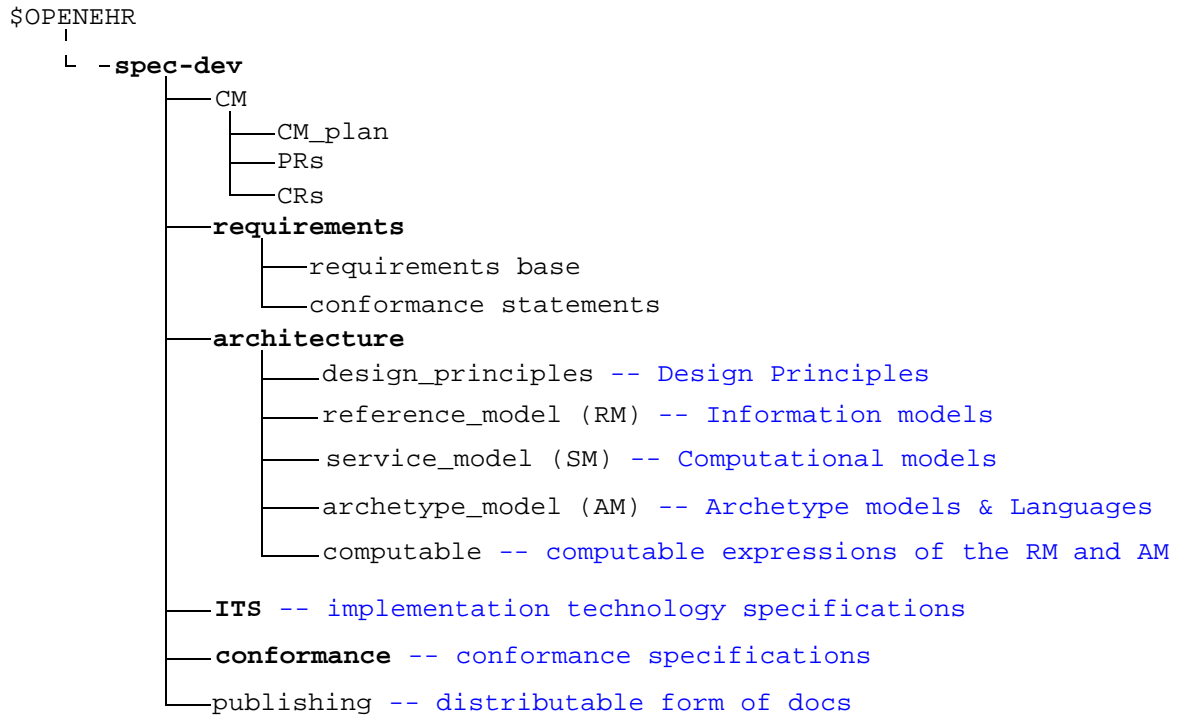 $OPENEHR
spec-dev
CM
CM_plan
PRs
CRs
requirements
requirements base
conformance statements
architecture
design_principles -- Design Principles
reference_model (RM) -- Information models
service_model (SM) -- Computational models
archetype_model (AM) -- Archetype models & Languages
computable -- computable expressions of the RM and AM
ITS -- implementation technology specifications
conformance -- conformance specifications
publishing -- distributable form of docs